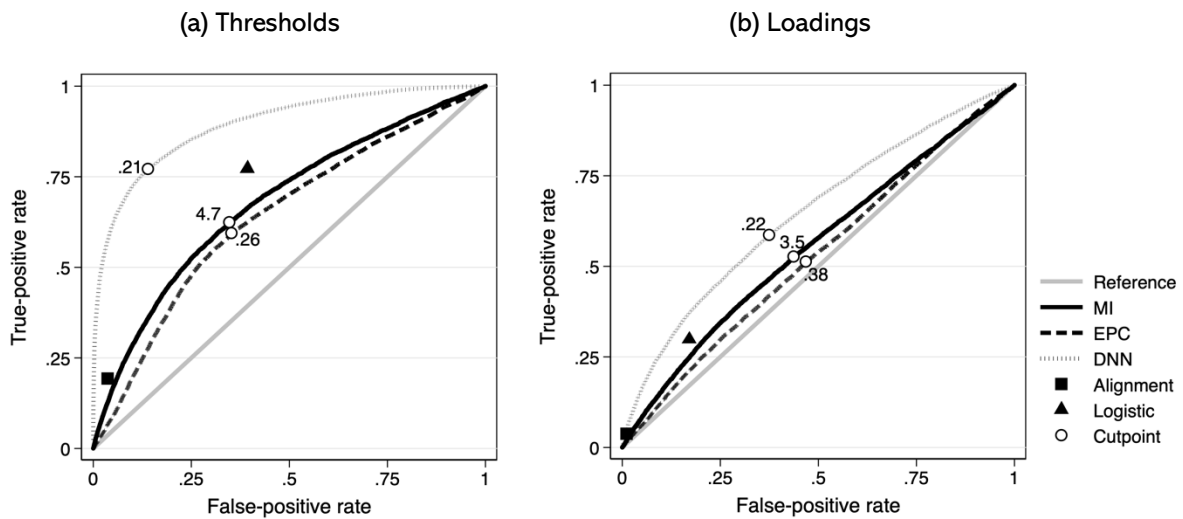 (a) Thresholds
1
.75
.5
.25
0
True-positive rate
.21
4.7
.26
0
.25
.5
.75
1
False-positive rate
(b) Loadings
1
.75
.5
.25
0
True-positive rate
.22
3.5
.38
0
.25
.5
.75
1
False-positive rate
Reference
MI
EPC
DNN
Alignment
Logistic
Cutpoint